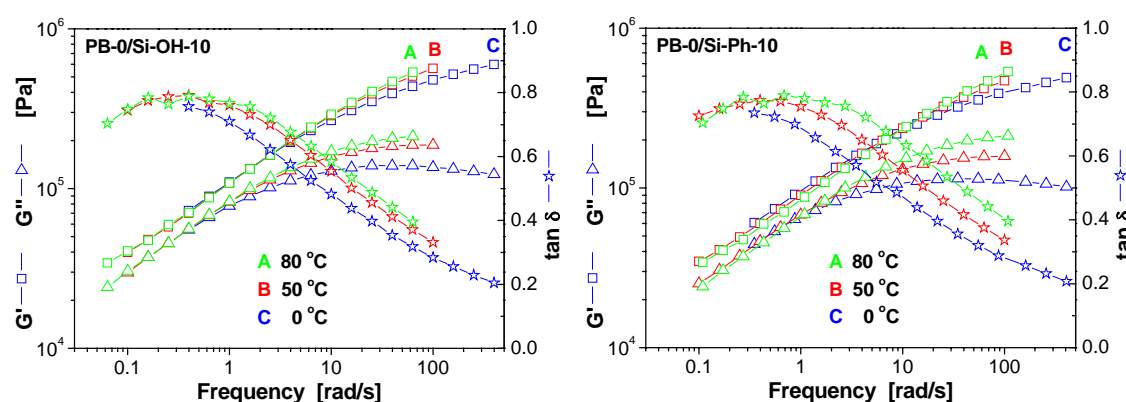 PB-0/Si-OH-10
A B C
10^6
10^5
10^4
G' —□— G'' —△— [Pa]
1.0
0.8
0.6
0.4
0.2
0.0
tan δ —☆—
A 80 °C
B 50 °C
C 0 °C
0.1 1 10 100
Frequency [rad/s]
PB-0/Si-Ph-10
A B C
10^6
10^5
10^4
G' —□— G'' —△— [Pa]
1.0
0.8
0.6
0.4
0.2
0.0
tan δ —☆—
A 80 °C
B 50 °C
C 0 °C
0.1 1 10 100
Frequency [rad/s]